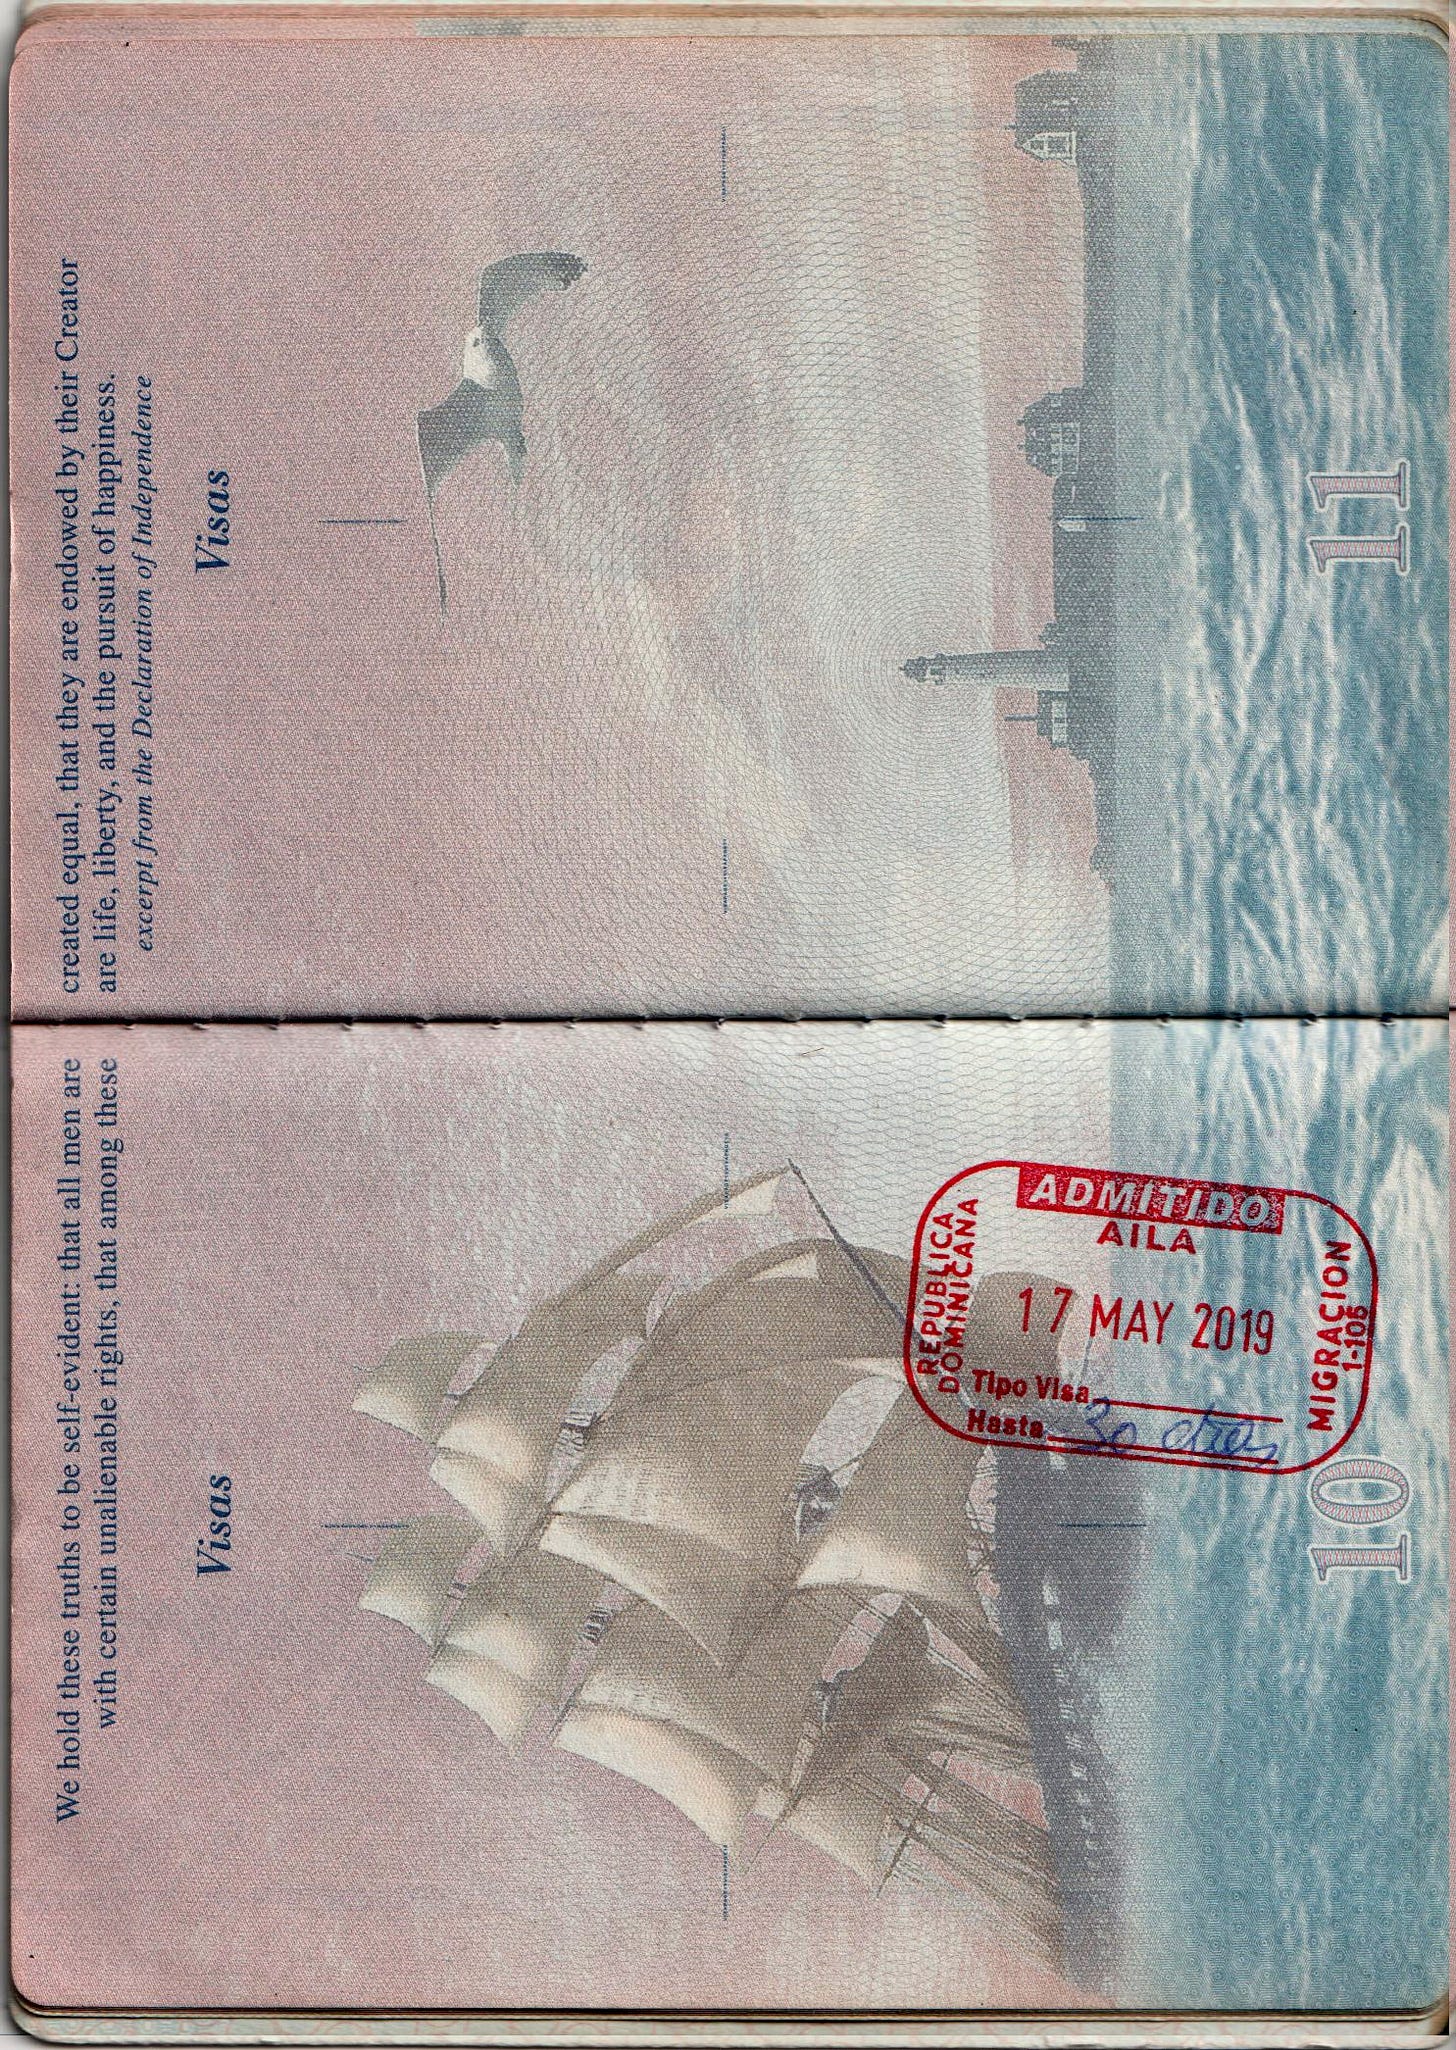 We hold these truths to be self-evident: that all men are
with certain unalienable rights, that among these
Visas
REPUBLICA
DOMINICANA
ADMITIDO
AILA
17 MAY 2019
Tipo Visa
Hasta 30 dias
MIGRACION
1-106
10
created equal, that they are endowed by their Creator
are life, liberty, and the pursuit of happiness.
excerpt from the Declaration of Independence
Visas
11